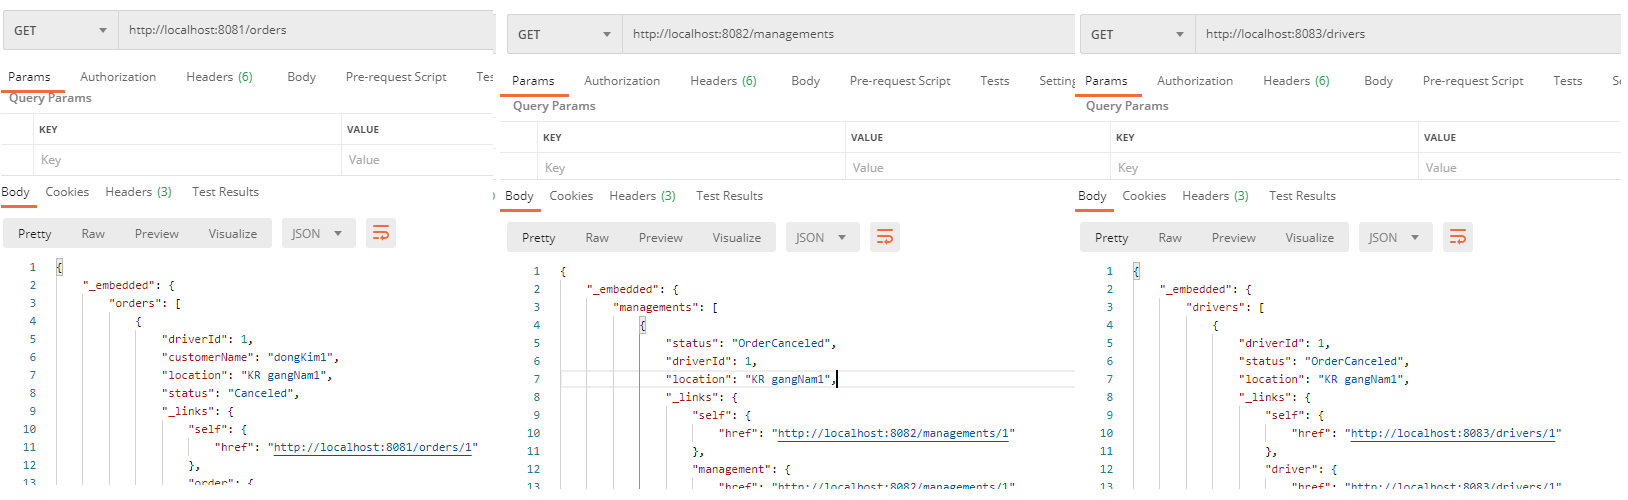 GET http://localhost:8081/orders
Params Authorization Headers (6) Body Pre-request Script Tes
Query Params
KEY VALUE
Key Value
Body Cookies Headers (3) Test Results
Pretty Raw Preview Visualize JSON
1 {
2 "_embedded": {
3 "orders": [
4 {
5 "driverId": 1,
6 "customerName": "dongKim1",
7 "location": "KR gangNam1",
8 "status": "Canceled",
9 "_links": {
10 "self": {
11 "href": "http://localhost:8081/orders/1"
12 },
13 "order": {
GET http://localhost:8082/managements
Params Authorization Headers (6) Body Pre-request Script Tests Setting
Query Params
KEY VALUE
Key Value
Body Cookies Headers (3) Test Results
Pretty Raw Preview Visualize JSON
1 {
2 "_embedded": {
3 "managements": [
4 {
5 "status": "OrderCanceled",
6 "driverId": 1,
7 "location": "KR gangNam1",
8 "_links": {
9 "self": {
10 "href": "http://localhost:8082/managements/1"
11 },
12 "management": {
13 "href": "http://localhost:8082/managements/1"
GET http://localhost:8083/drivers
Params Authorization Headers (6) Body Pre-request Script Tests S
Query Params
KEY VALUE
Key Value
Body Cookies Headers (3) Test Results
Pretty Raw Preview Visualize JSON
1 {
2 "_embedded": {
3 "drivers": [
4 {
5 "driverId": 1,
6 "status": "OrderCanceled",
7 "location": "KR gangNam1",
8 "_links": {
9 "self": {
10 "href": "http://localhost:8083/drivers/1"
11 },
12 "driver": {
13 "href": "http://localhost:8083/drivers/1"